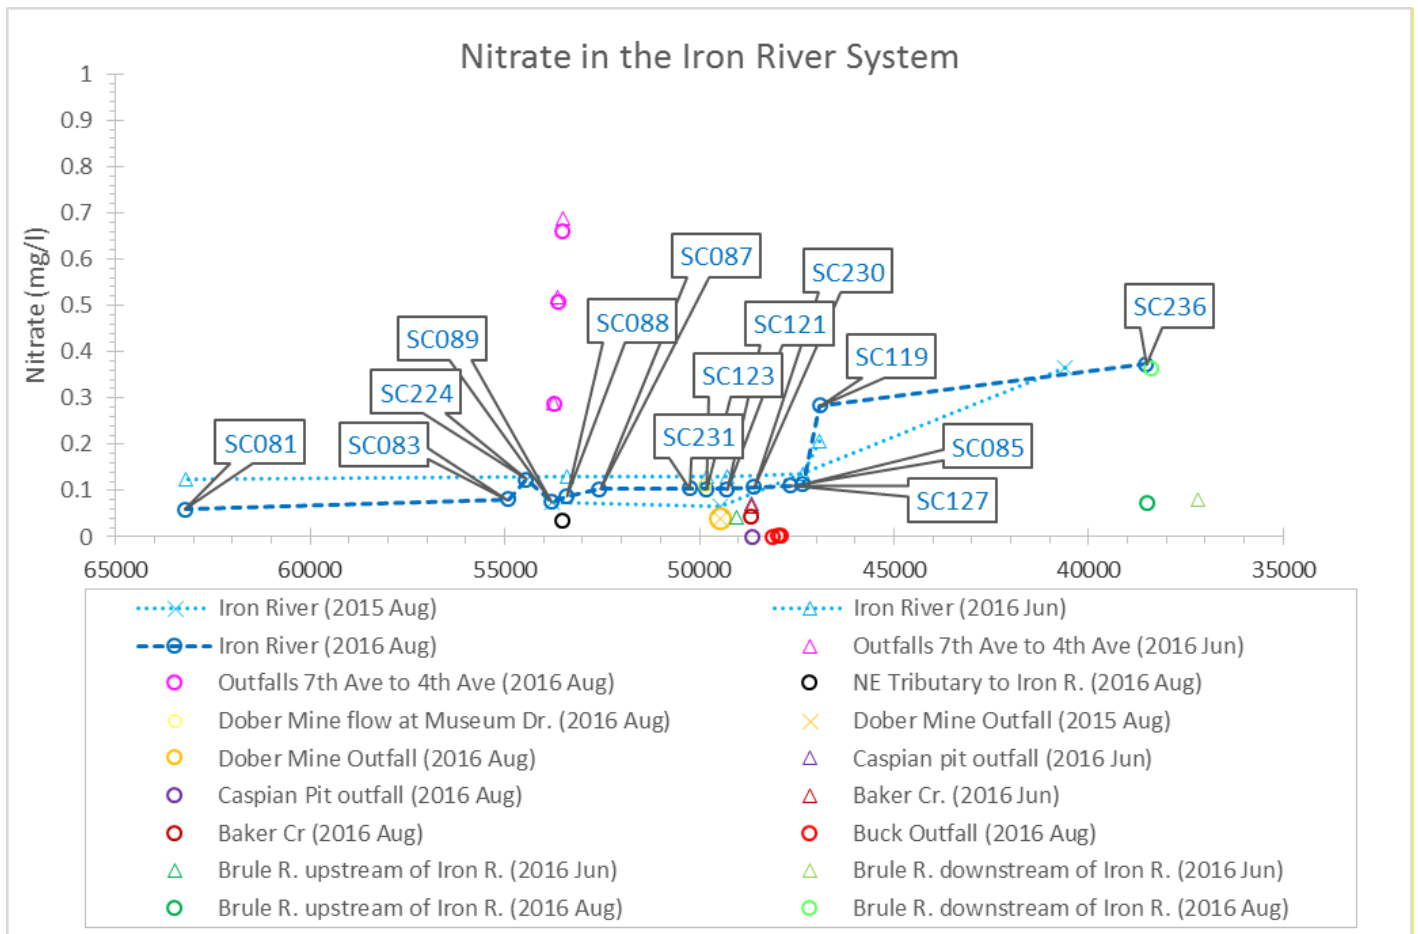 Nitrate in the Iron River System
Nitrate (mg/l)
1
0.9
0.8
0.7
0.6
0.5
0.4
0.3
0.2
0.1
0
65000 60000 55000 50000 45000 40000 35000
SC081
SC083
SC224
SC089
SC088
SC087
SC231
SC123
SC121
SC230
SC119
SC085
SC127
SC236
Iron River (2015 Aug) Iron River (2016 Jun)
Iron River (2016 Aug) Outfalls 7th Ave to 4th Ave (2016 Jun)
Outfalls 7th Ave to 4th Ave (2016 Aug) NE Tributary to Iron R. (2016 Aug)
Dober Mine flow at Museum Dr. (2016 Aug) Dober Mine Outfall (2015 Aug)
Dober Mine Outfall (2016 Aug) Caspian pit outfall (2016 Jun)
Caspian Pit outfall (2016 Aug) Baker Cr. (2016 Jun)
Baker Cr (2016 Aug) Buck Outfall (2016 Aug)
Brule R. upstream of Iron R. (2016 Jun) Brule R. downstream of Iron R. (2016 Jun)
Brule R. upstream of Iron R. (2016 Aug) Brule R. downstream of Iron R. (2016 Aug)